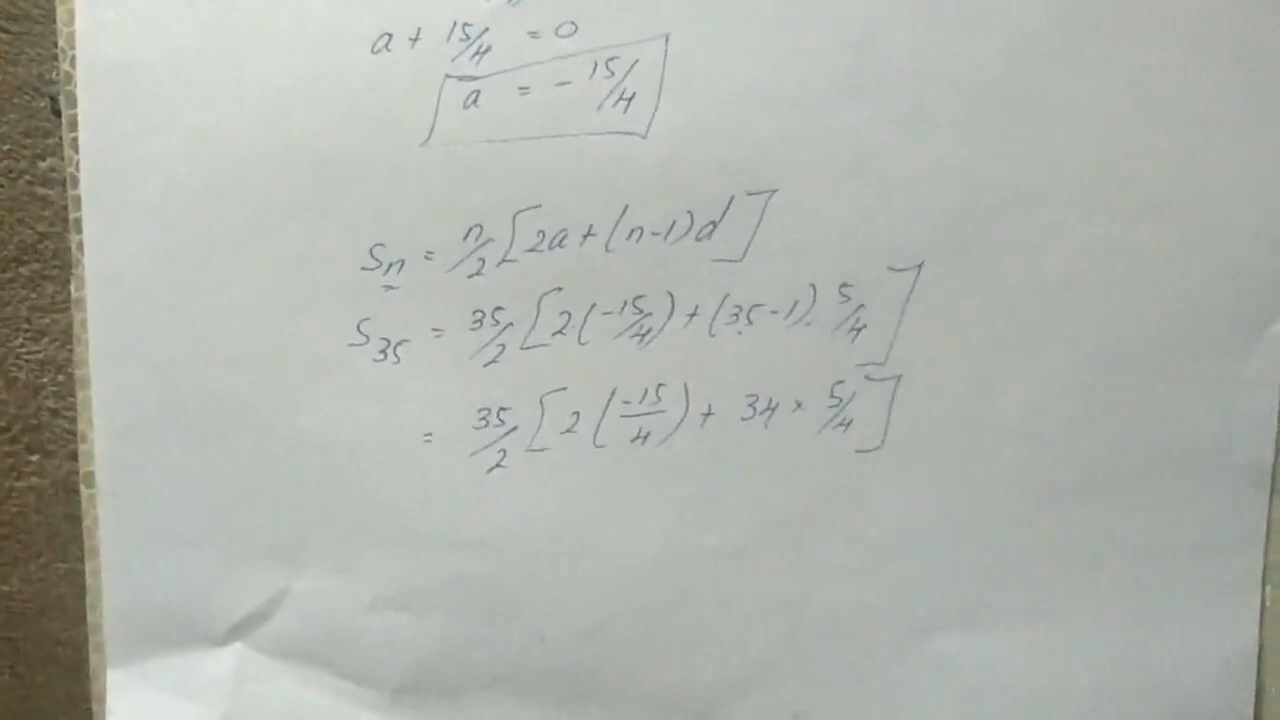 a + 15/4 = 0
a = - 15/4
Sn = n/2 [2a + (n-1)d]
S35 = 35/2 [2(-15/4) + (35-1). 5/4]
= 35/2 [2(-15/4) + 34 × 5/4]